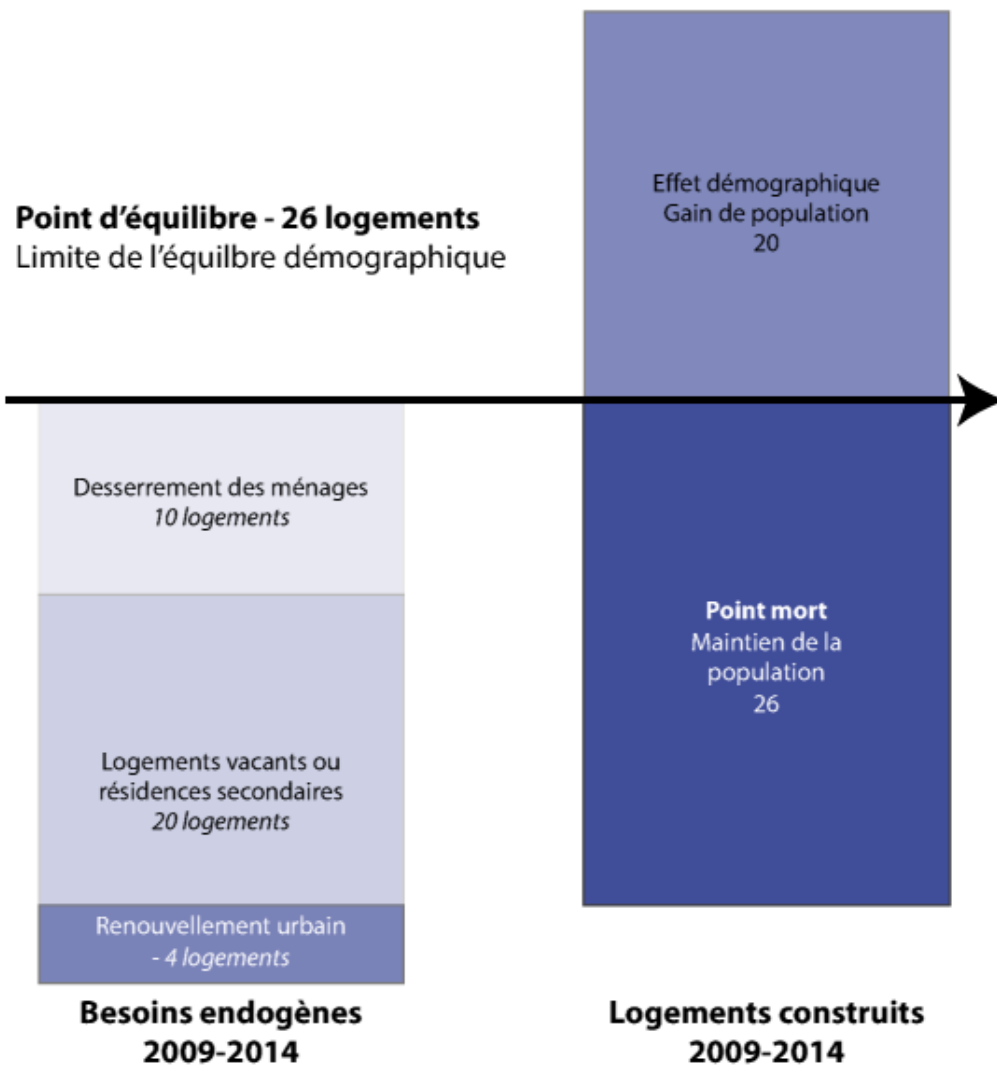 Effet démographique
Gain de population
20
Point d'équilibre - 26 logements
Limite de l'équilbre démographique
Desserrement des ménages
10 logements
Logements vacants ou
résidences secondaires
20 logements
Renouvellement urbain
- 4 logements
Point mort
Maintien de la
population
26
Besoins endogènes
2009-2014
Logements construits
2009-2014